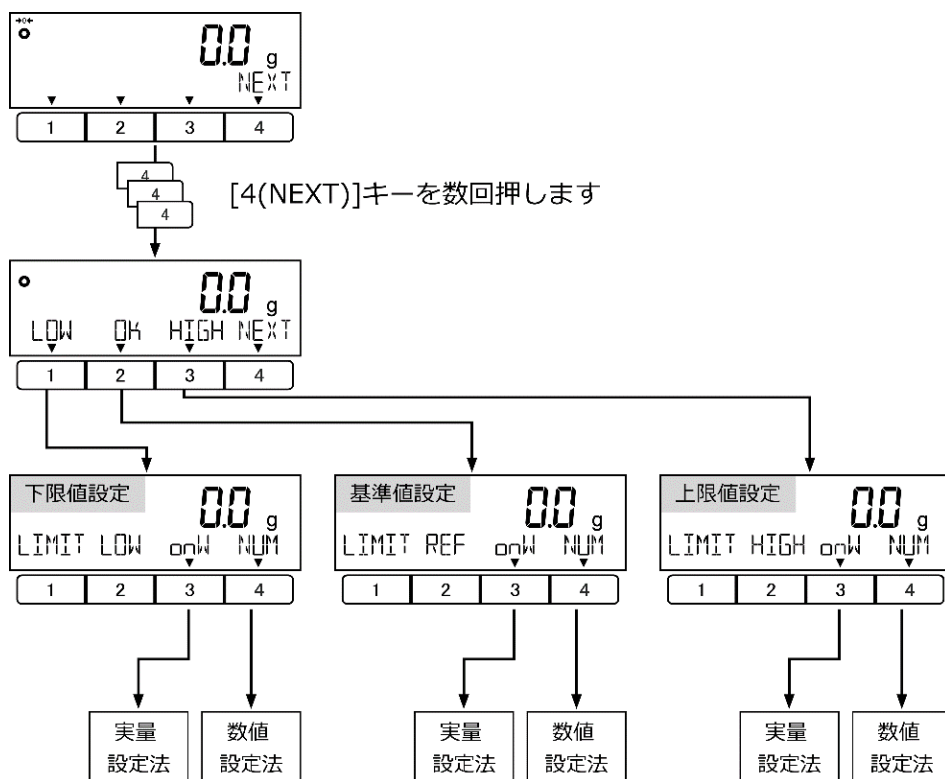 →0←
0.0 g
NEXT
1 2 3 4
4
4
4
[4(NEXT)]キーを数回押します
0.0 g
LOW OK HIGH NEXT
1 2 3 4
下限値設定 0.0 g
LIMIT LOW onW NUM
1 2 3 4
実量 数値
設定法 設定法
基準値設定 0.0 g
LIMIT REF onW NUM
1 2 3 4
実量 数値
設定法 設定法
上限値設定 0.0 g
LIMIT HIGH onW NUM
1 2 3 4
実量 数値
設定法 設定法